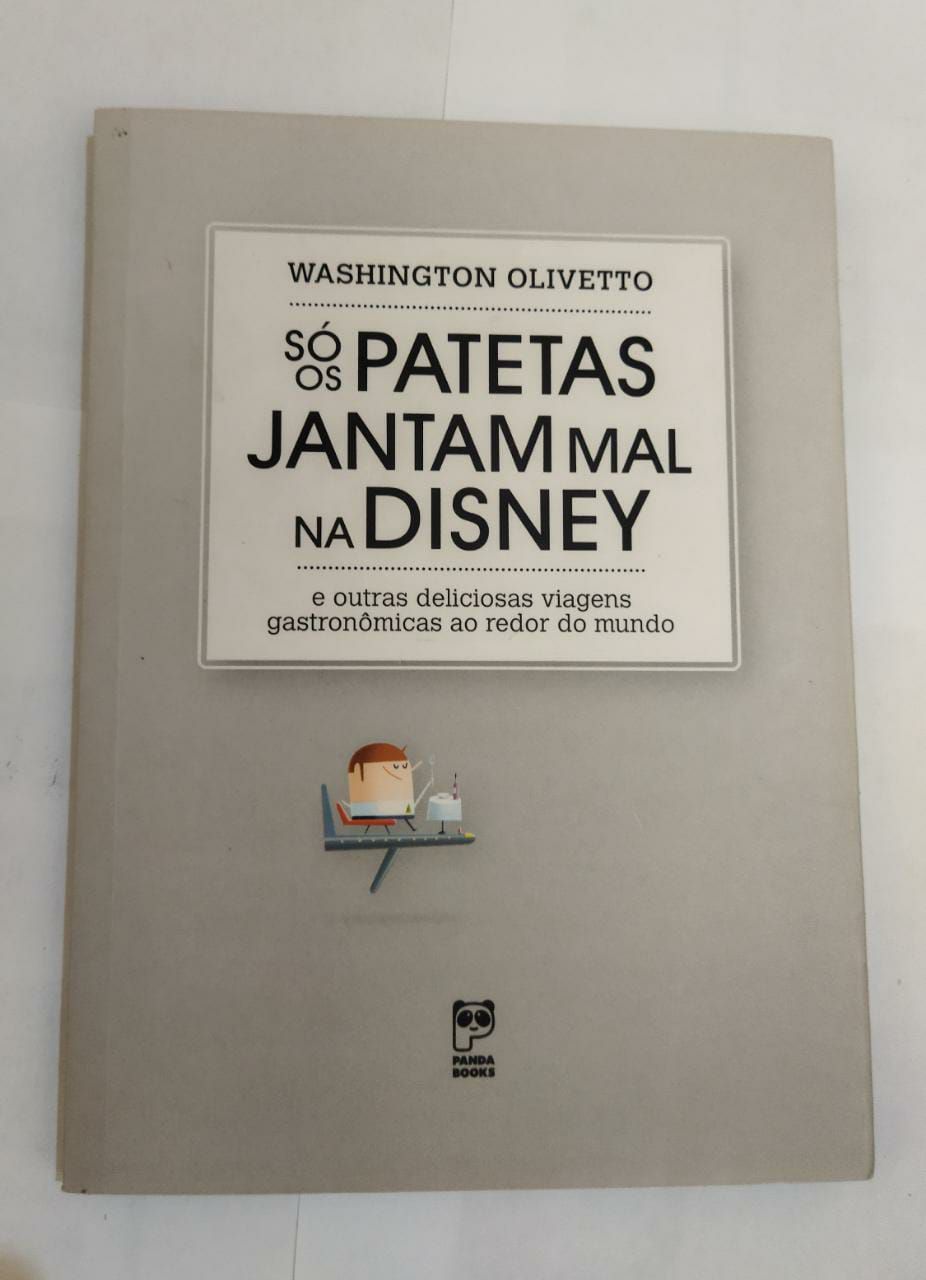 WASHINGTON OLIVETTO
SÓ OS PATETAS
JANTAM MAL
NA DISNEY
e outras deliciosas viagens
gastronômicas ao redor do mundo
PANDA
BOOKS